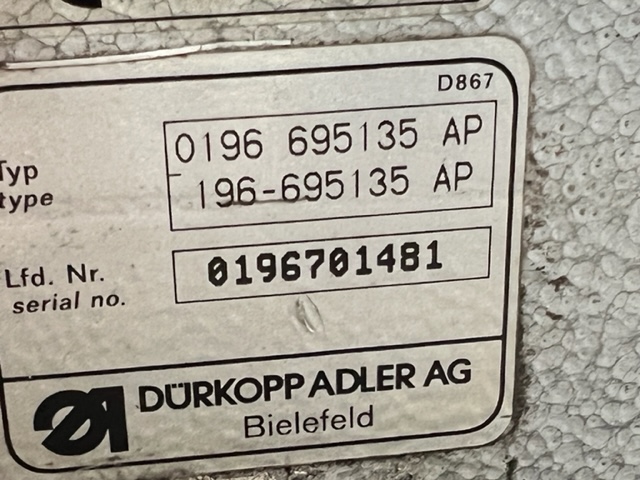 D867
Typ 0196 695135 AP
type 196-695135 AP
Lfd. Nr. 0196701481
serial no.
DÜRKOPP ADLER AG
Bielefeld